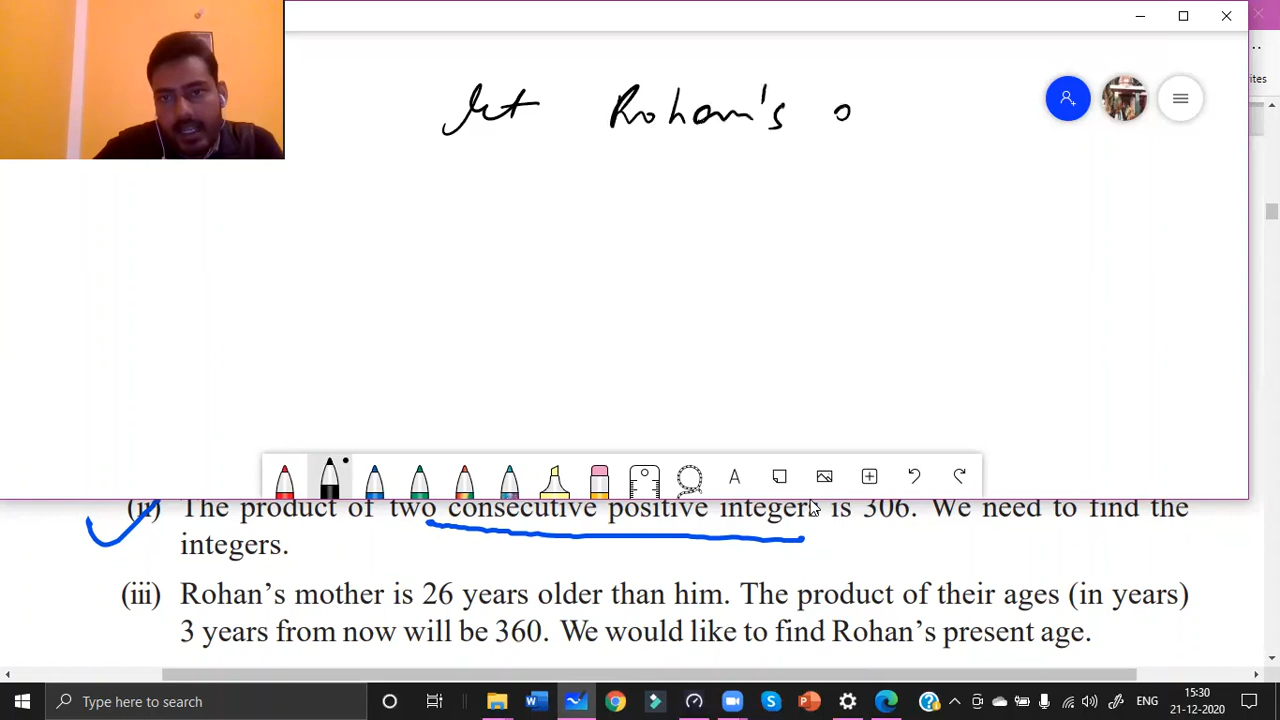 Let Rohan's a
A
(ii) The product of two consecutive positive integers is 306. We need to find the
integers.
(iii) Rohan's mother is 26 years older than him. The product of their ages (in years)
3 years from now will be 360. We would like to find Rohan's present age.
Type here to search
ENG
15:30
21-12-2020